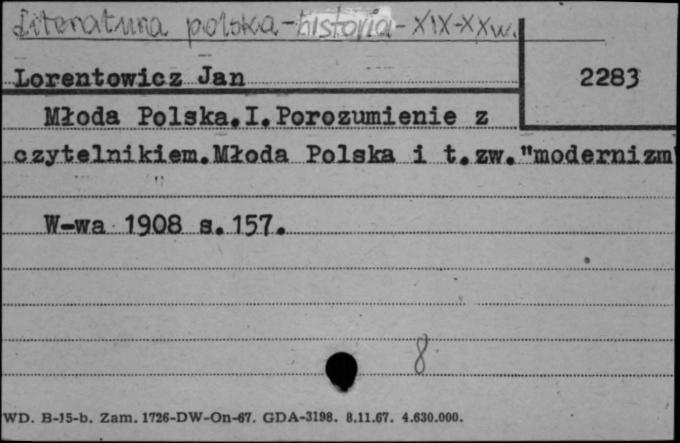 Literatura polska - historia - XIX-XX w.
Lorentowicz Jan
2283
Młoda Polska.I.Porozumienie z
czytelnikiem.Młoda Polska i t.zw."modernizm"
W-wa 1908 s.157.
8
WD. B-15-b. Zam. 1726-DW-On-67. GDA-3198. 8.11.67. 4.630.000.